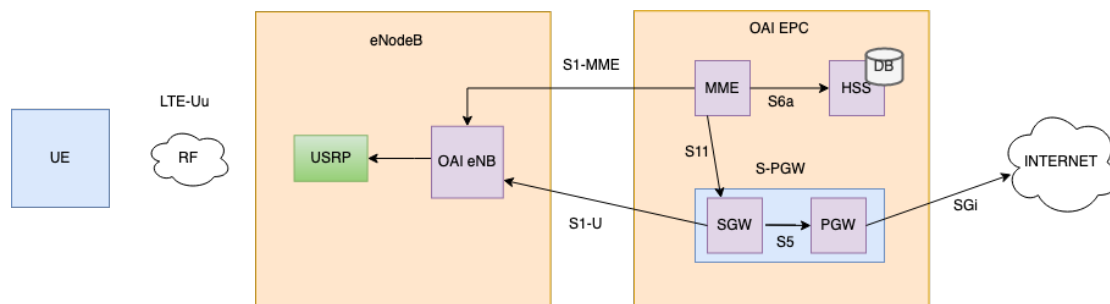 eNodeB
OAI EPC
S1-MME
DB
MME
S6a
HSS
LTE-Uu
UE
RF
USRP
OAI eNB
S11
S-PGW
INTERNET
SGi
S1-U
SGW
S5
PGW